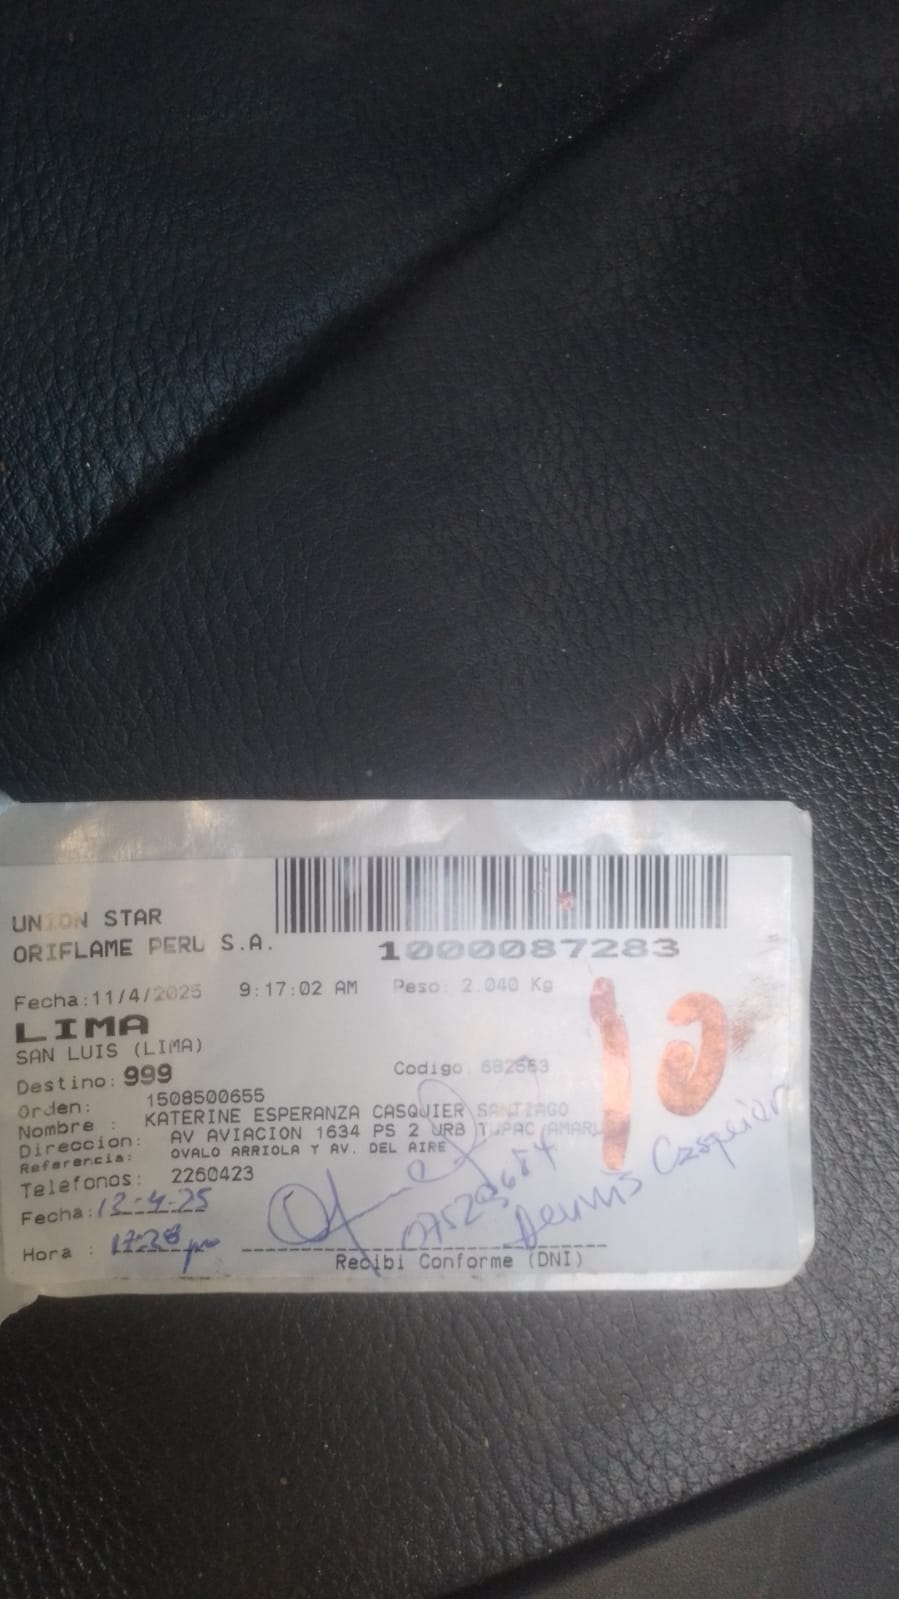 UNION STAR
ORIFLAME PERU S.A.
1000087283
Fecha:11/4/2025 9:17:02 AM Peso: 2.040 Kg
LIMA
SAN LUIS (LIMA)
Destino: 999 Codigo 682563
Orden: 1508500655
Nombre : KATERINE ESPERANZA CASQUIER SANTIAGO
Direccion: AV AVIACION 1634 PS 2 URB TUPAC AMARU
Referencia: OVALO ARRIOLA Y AV. DEL AIRE
Telefonos: 2260423
Fecha: 12-4-25
Hora : pm
Dennis Casquier
Recibi Conforme (DNI)
10